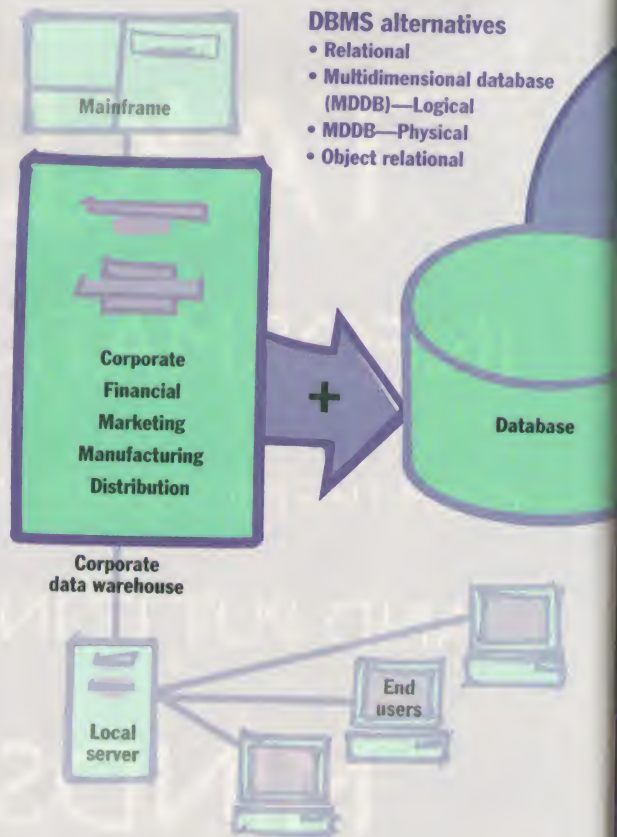 DBMS alternatives
• Relational
• Multidimensional database
(MDDB)—Logical
• MDDB—Physical
• Object relational
Mainframe
Corporate
Financial
Marketing
Manufacturing
Distribution
+
Database
Corporate
data warehouse
Local
server
End
users